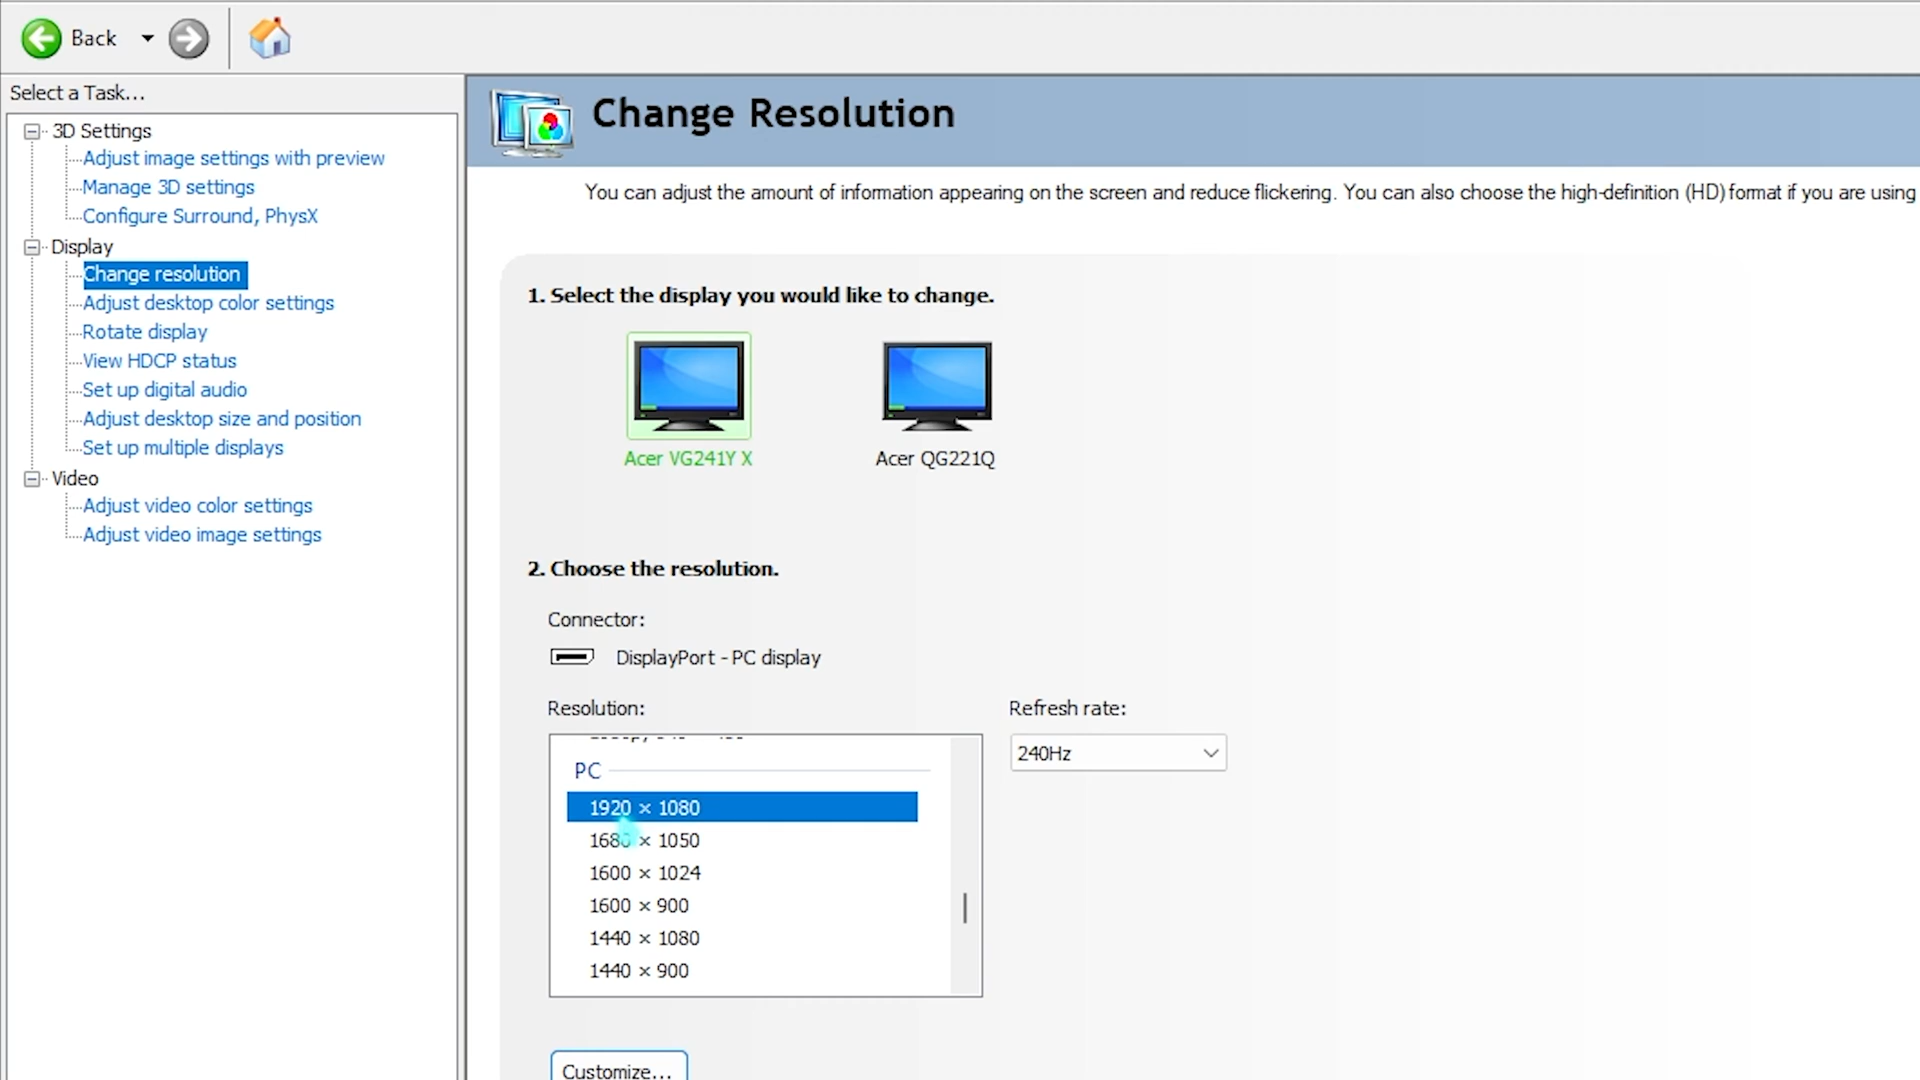 Back
Select a Task...
3D Settings
Adjust image settings with preview
Manage 3D settings
Configure Surround, PhysX
Display
Change resolution
Adjust desktop color settings
Rotate display
View HDCP status
Set up digital audio
Adjust desktop size and position
Set up multiple displays
Video
Adjust video color settings
Adjust video image settings
Change Resolution
You can adjust the amount of information appearing on the screen and reduce flickering. You can also choose the high-definition (HD) format if you are using
1. Select the display you would like to change.
Acer VG241Y X
Acer QG221Q
2. Choose the resolution.
Connector:
DisplayPort - PC display
Resolution:
Refresh rate:
240Hz
PC
1920 × 1080
1680 × 1050
1600 × 1024
1600 × 900
1440 × 1080
1440 × 900
Customize...